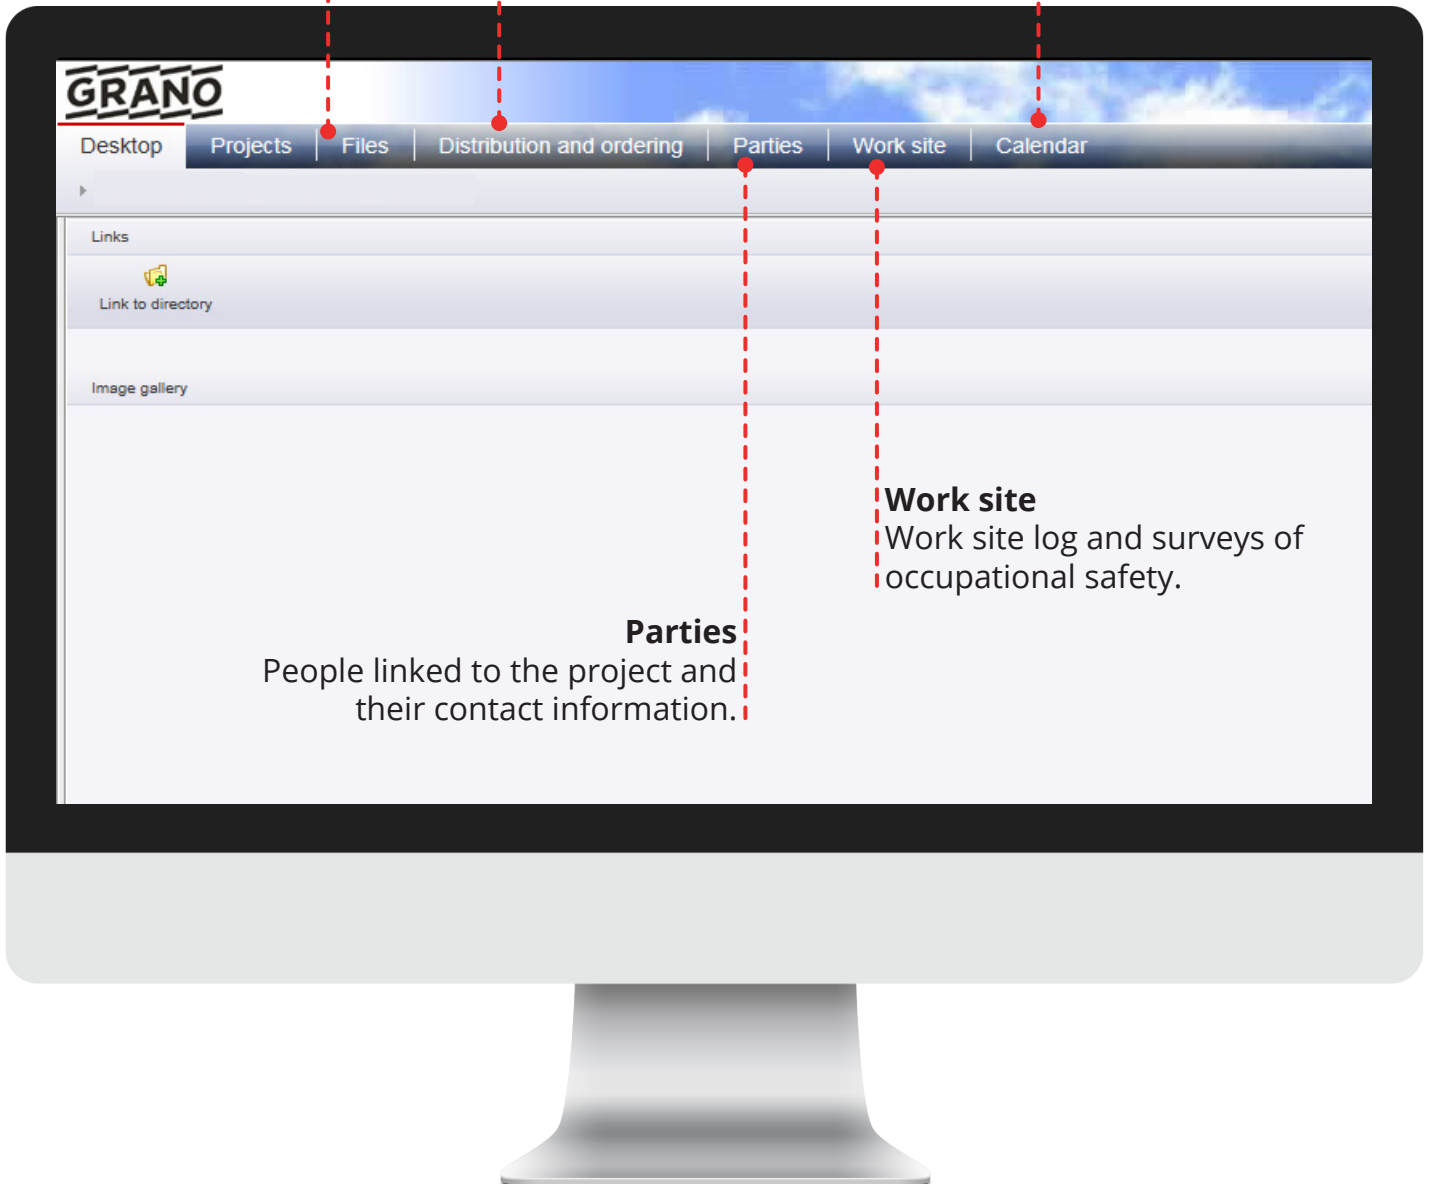 GRANO
Desktop Projects Files Distribution and ordering Parties Work site Calendar
Links
Link to directory
Image gallery
Work site
Work site log and surveys of
occupational safety.
Parties
People linked to the project and
their contact information.